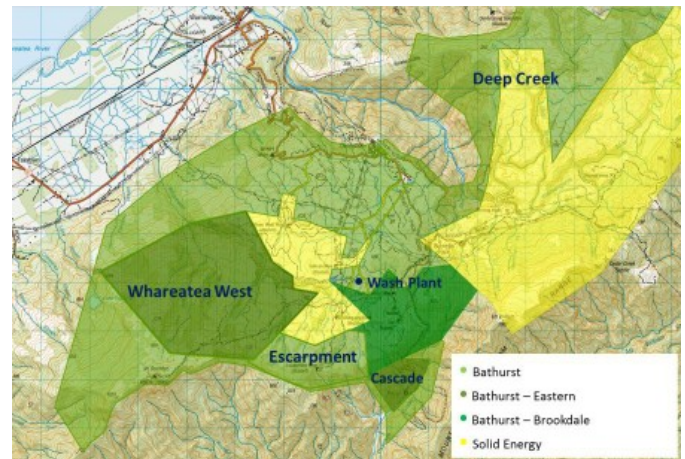 Deep Creek
Wash Plant
Whareatea West
Escarpment
Cascade
Bathurst
Bathurst – Eastern
Bathurst – Brookdale
Solid Energy